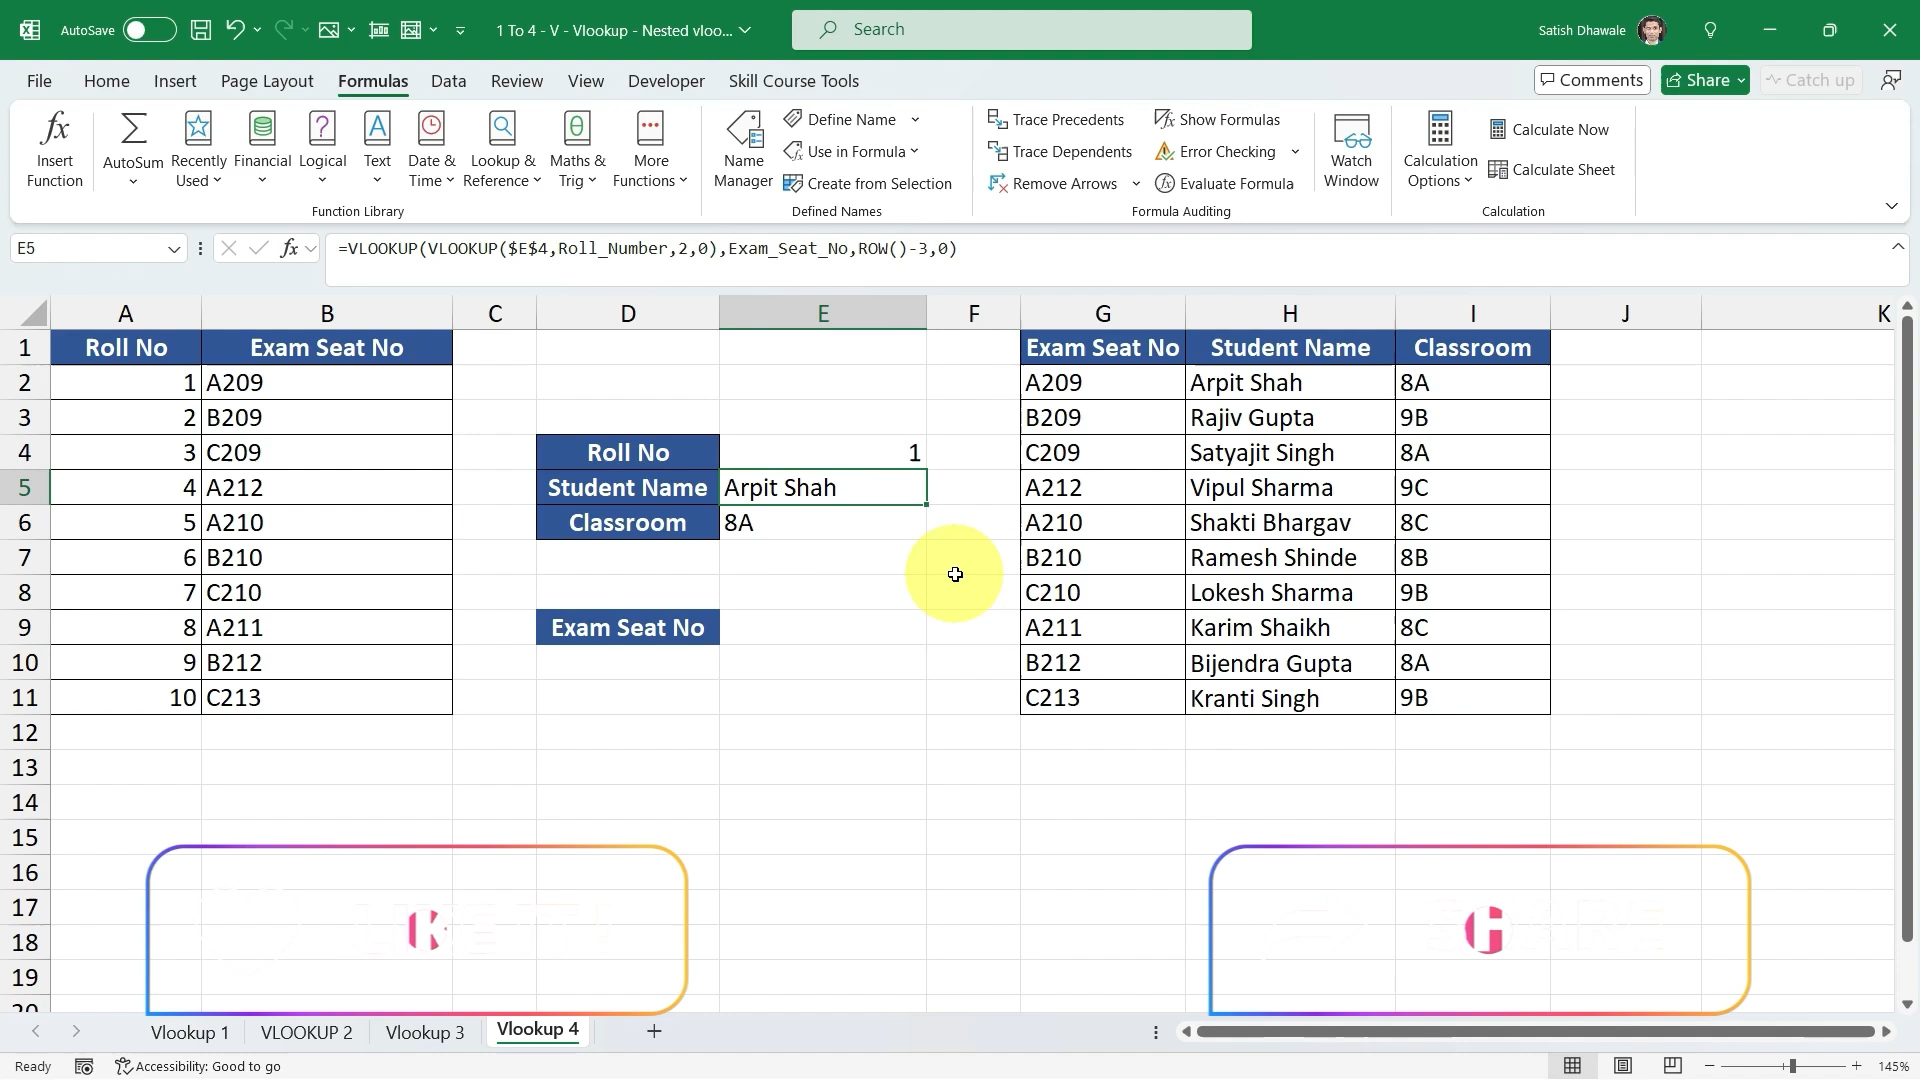 AutoSave
1 To 4 - V - Vlookup - Nested vloo...
Search
Satish Dhawale
File Home Insert Page Layout Formulas Data Review View Developer Skill Course Tools
Comments Share Catch up
Insert Function
AutoSum
Recently Used
Financial
Logical
Text
Date & Time
Lookup & Reference
Maths & Trig
More Functions
Function Library
Name Manager
Define Name
Use in Formula
Create from Selection
Defined Names
Trace Precedents
Trace Dependents
Remove Arrows
Show Formulas
Error Checking
Evaluate Formula
Formula Auditing
Watch Window
Calculation Options
Calculate Now
Calculate Sheet
Calculation
E5 fx =VLOOKUP(VLOOKUP($E$4,Roll_Number,2,0),Exam_Seat_No,ROW()-3,0)
A B C D E F G H I J K
1 Roll No Exam Seat No Exam Seat No Student Name Classroom
2 1 A209 A209 Arpit Shah 8A
3 2 B209 B209 Rajiv Gupta 9B
4 3 C209 Roll No 1 C209 Satyajit Singh 8A
5 4 A212 Student Name Arpit Shah A212 Vipul Sharma 9C
6 5 A210 Classroom 8A A210 Shakti Bhargav 8C
7 6 B210 B210 Ramesh Shinde 8B
8 7 C210 C210 Lokesh Sharma 9B
9 8 A211 Exam Seat No A211 Karim Shaikh 8C
10 9 B212 B212 Bijendra Gupta 8A
11 10 C213 C213 Kranti Singh 9B
12
13
14
15
16
17
18
19
K
H
Vlookup 1 VLOOKUP 2 Vlookup 3 Vlookup 4
Ready Accessibility: Good to go 145%